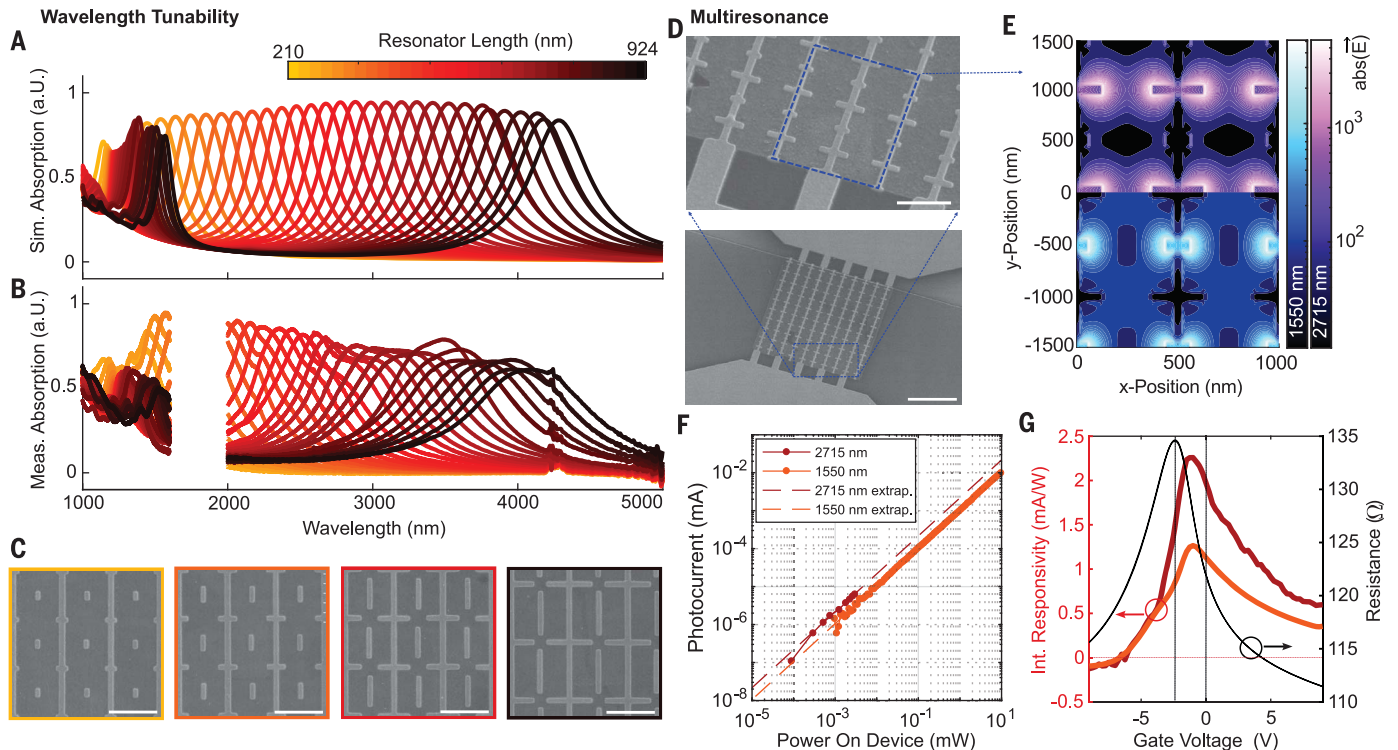 Wavelength Tunability
Multiresonance
A
Resonator Length (nm)
210
924
Sim. Absorption (a.U.)
1
0.5
0
B
Meas. Absorption (a.U.)
1
0.5
0
1000
2000
3000
4000
5000
Wavelength (nm)
C
D
E
1500
1000
500
0
-500
-1000
-1500
y-Position (nm)
0
500
1000
x-Position (nm)
1550 nm
2715 nm
abs(E)
10³
10²
F
2715 nm
1550 nm
2715 nm extrap.
1550 nm extrap.
Photocurrent (mA)
10⁻²
10⁻⁴
10⁻⁶
10⁻⁸
10⁻⁵
10⁻³
10⁻¹
10¹
Power On Device (mW)
G
Int. Responsivity (mA/W)
2.5
2
1.5
1
0.5
0
-0.5
-5
0
5
Gate Voltage (V)
135
130
125
120
115
110
Resistance (Ω)